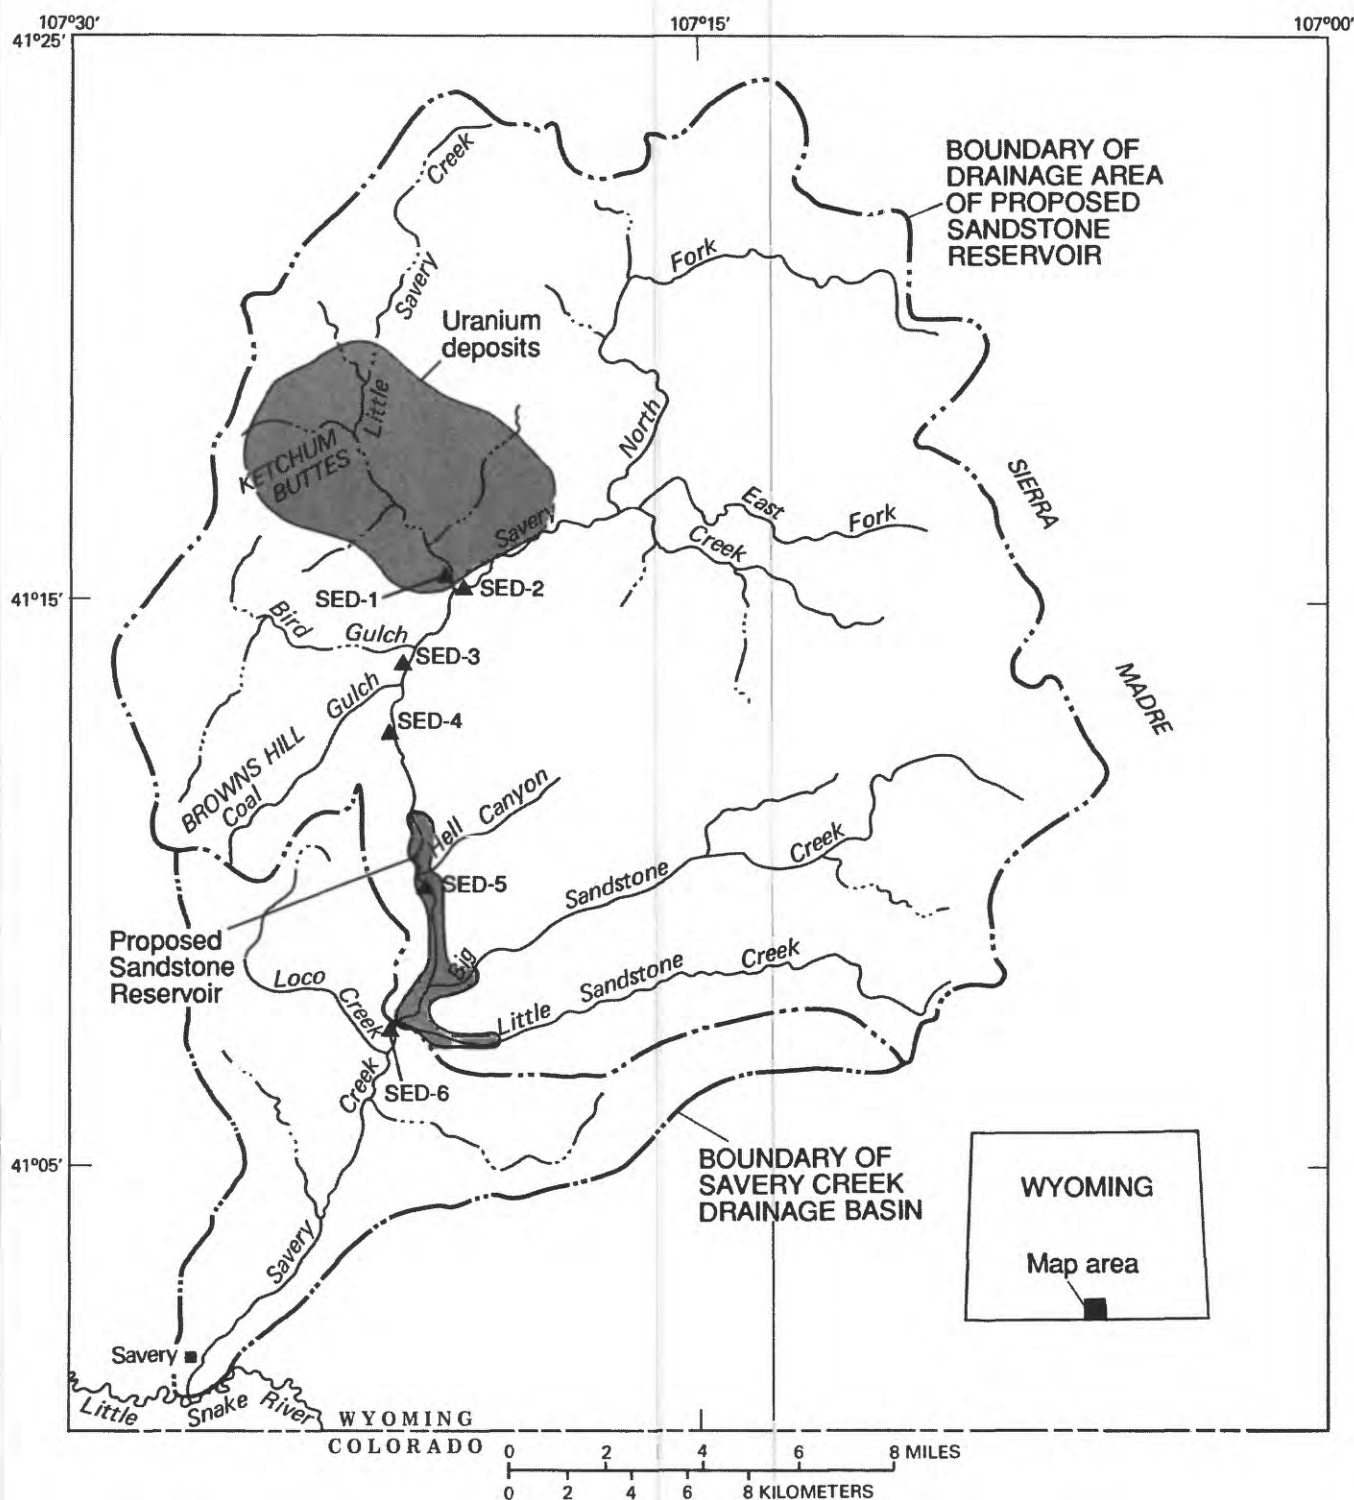 107°30'
107°15'
107°00'
41°25'
BOUNDARY OF
DRAINAGE AREA
OF PROPOSED
SANDSTONE
RESERVOIR
Creek
Fork
Savery
Uranium
deposits
Little
North
KETCHUM
BUTTES
SIERRA
East
Fork
Savery
Creek
SED-1
SED-2
41°15'
Bird
Gulch
SED-3
MADRE
Gulch
SED-4
BROWNS HILL
Coal
Hell Canyon
Creek
SED-5
Sandstone
Proposed
Sandstone
Reservoir
Big
Creek
Sandstone
Loco
Creek
Little
Creek
SED-6
41°05'
BOUNDARY OF
SAVERY CREEK
DRAINAGE BASIN
WYOMING
Map area
Savery
Savery
Little
Snake
River
WYOMING
COLORADO
0 2 4 6 8 MILES
0 2 4 6 8 KILOMETERS